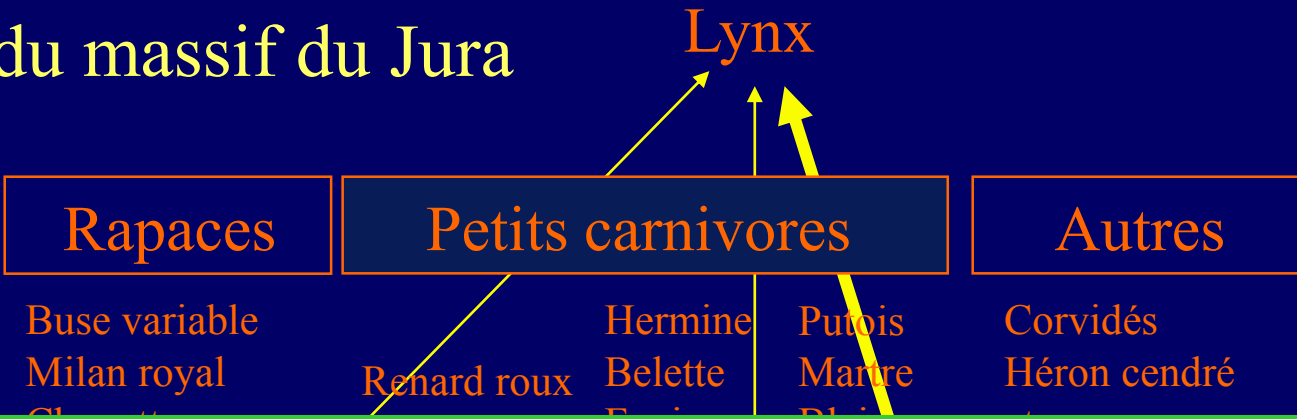 du massif du Jura
Lynx
Rapaces
Petits carnivores
Autres
Buse variable
Milan royal
Renard roux
Hermine
Belette
Putois
Martre
Corvidés
Héron cendré